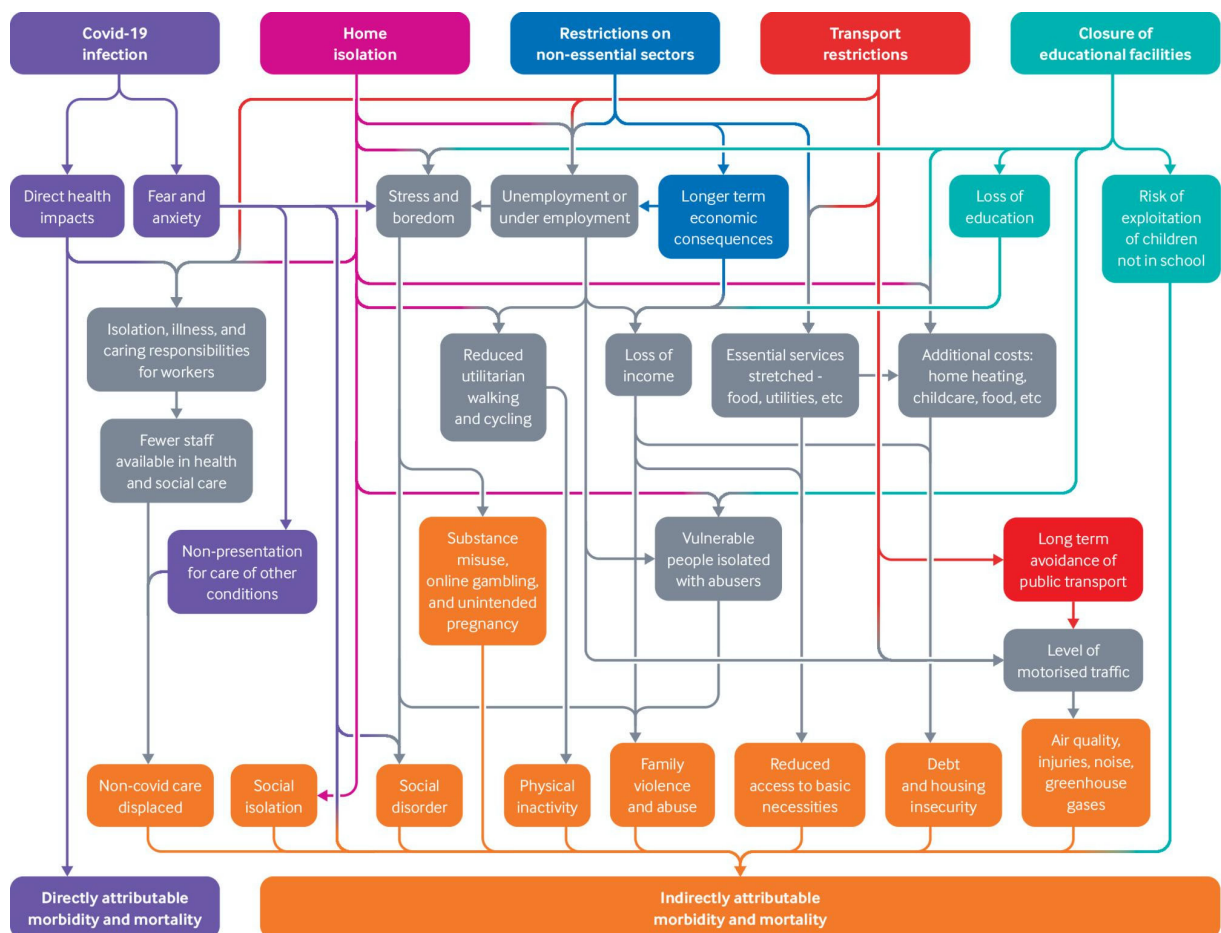 Covid-19
infection
Home
isolation
Restrictions on
non-essential sectors
Transport
restrictions
Closure of
educational facilities
Direct health
impacts
Fear and
anxiety
Stress and
boredom
Unemployment or
under employment
Longer term
economic
consequences
Loss of
education
Risk of
exploitation
of children
not in school
Isolation, illness, and
caring responsibilities
for workers
Reduced
utilitarian
walking
and cycling
Loss of
income
Essential services
stretched -
food, utilities, etc
Additional costs:
home heating,
childcare, food, etc
Fewer staff
available in health
and social care
Non-presentation
for care of other
conditions
Substance
misuse,
online gambling,
and unintended
pregnancy
Vulnerable
people isolated
with abusers
Long term
avoidance of
public transport
Level of
motorised traffic
Non-covid care
displaced
Social
isolation
Social
disorder
Physical
inactivity
Family
violence
and abuse
Reduced
access to basic
necessities
Debt
and housing
insecurity
Air quality,
injuries, noise,
greenhouse
gases
Directly attributable
morbidity and mortality
Indirectly attributable
morbidity and mortality